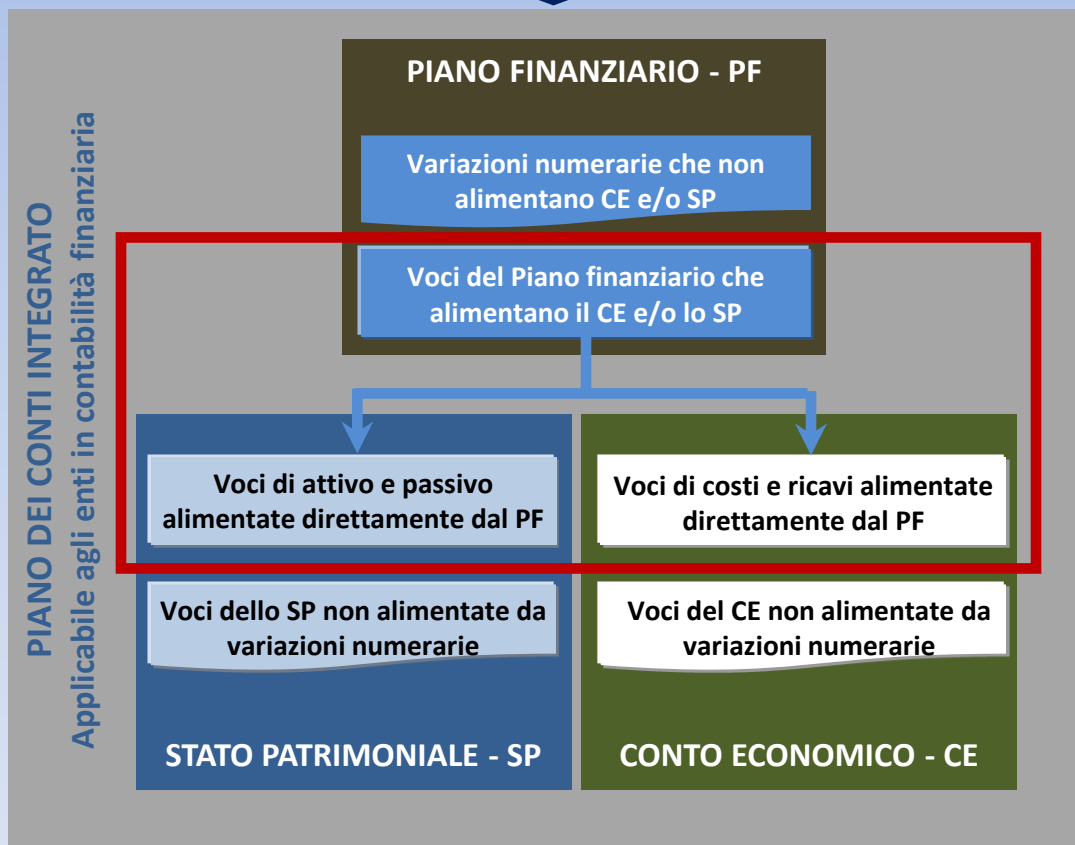 PIANO DEI CONTI INTEGRATO
Applicabile agli enti in contabilità finanziaria
PIANO FINANZIARIO - PF
Variazioni numerarie che non
alimentano CE e/o SP
Voci del Piano finanziario che
alimentano il CE e/o lo SP
Voci di attivo e passivo
alimentate direttamente dal PF
Voci di costi e ricavi alimentate
direttamente dal PF
Voci dello SP non alimentate da
variazioni numerarie
Voci del CE non alimentate da
variazioni numerarie
STATO PATRIMONIALE - SP
CONTO ECONOMICO - CE